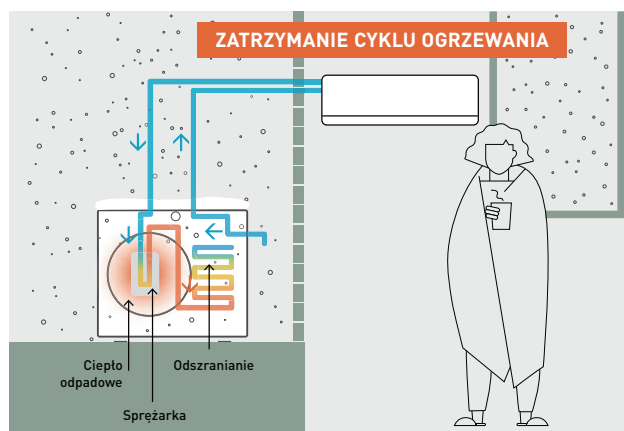 ZATRZYMANIE CYKLU OGRZEWANIA
Ciepło
odpadowe
Odszranianie
Sprężarka